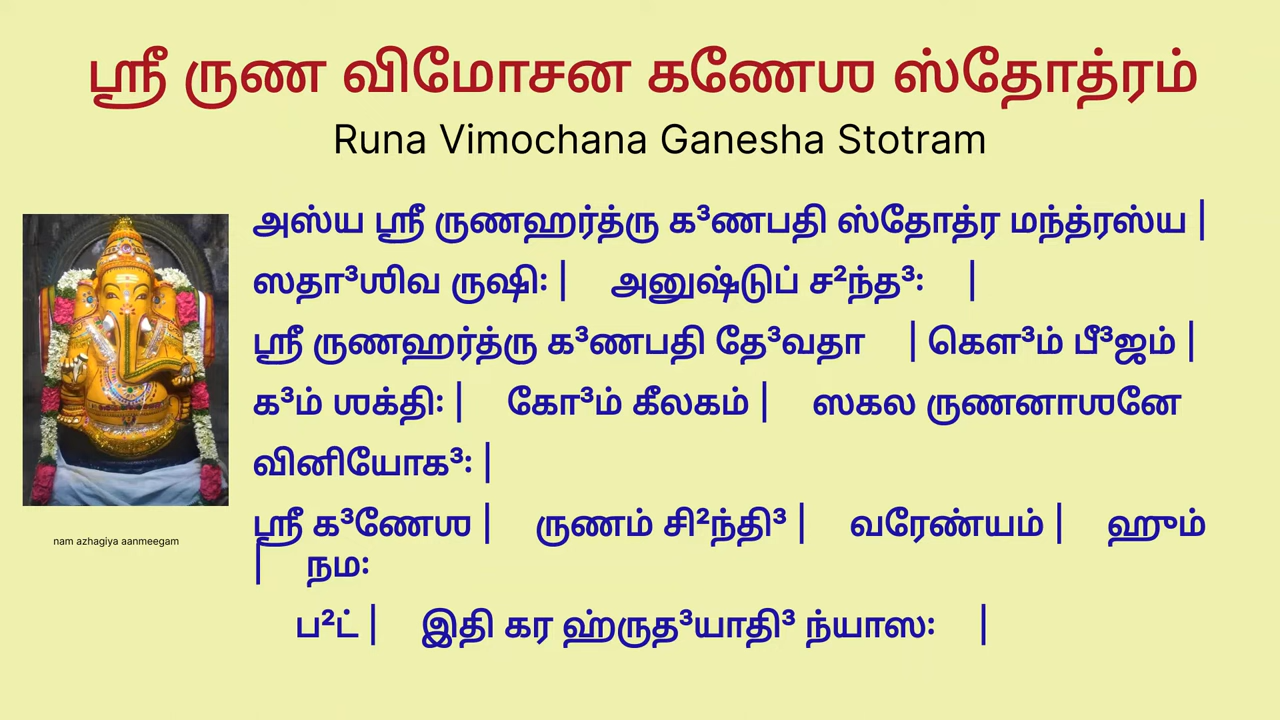 ஸ்ரீ ருண விமோசன கணேஶ ஸ்தோத்ரம்
Runa Vimochana Ganesha Stotram
அஸ்ய ஸ்ரீ ருணஹர்த்ரு க³ணபதி ஸ்தோத்ர மந்த்ரஸ்ய |
ஸதா³ஶிவ ருஷி: | அனுஷ்டுப் ச²ந்த³: |
ஸ்ரீ ருணஹர்த்ரு க³ணபதி தே³வதா | கௌ³ம் பீ³ஜம் |
க³ம் ஶக்தி: | கோ³ம் கீலகம் | ஸகல ருணனாஶனே
வினியோக³: |
ஸ்ரீ க³ணேஶ | ருணம் சி²ந்தி³ | வரேண்யம் | ஹும்
| நம:
ப²ட் | இதி கர ஹ்ருத³யாதி³ ந்யாஸ: |
nam azhagiya aanmeegam